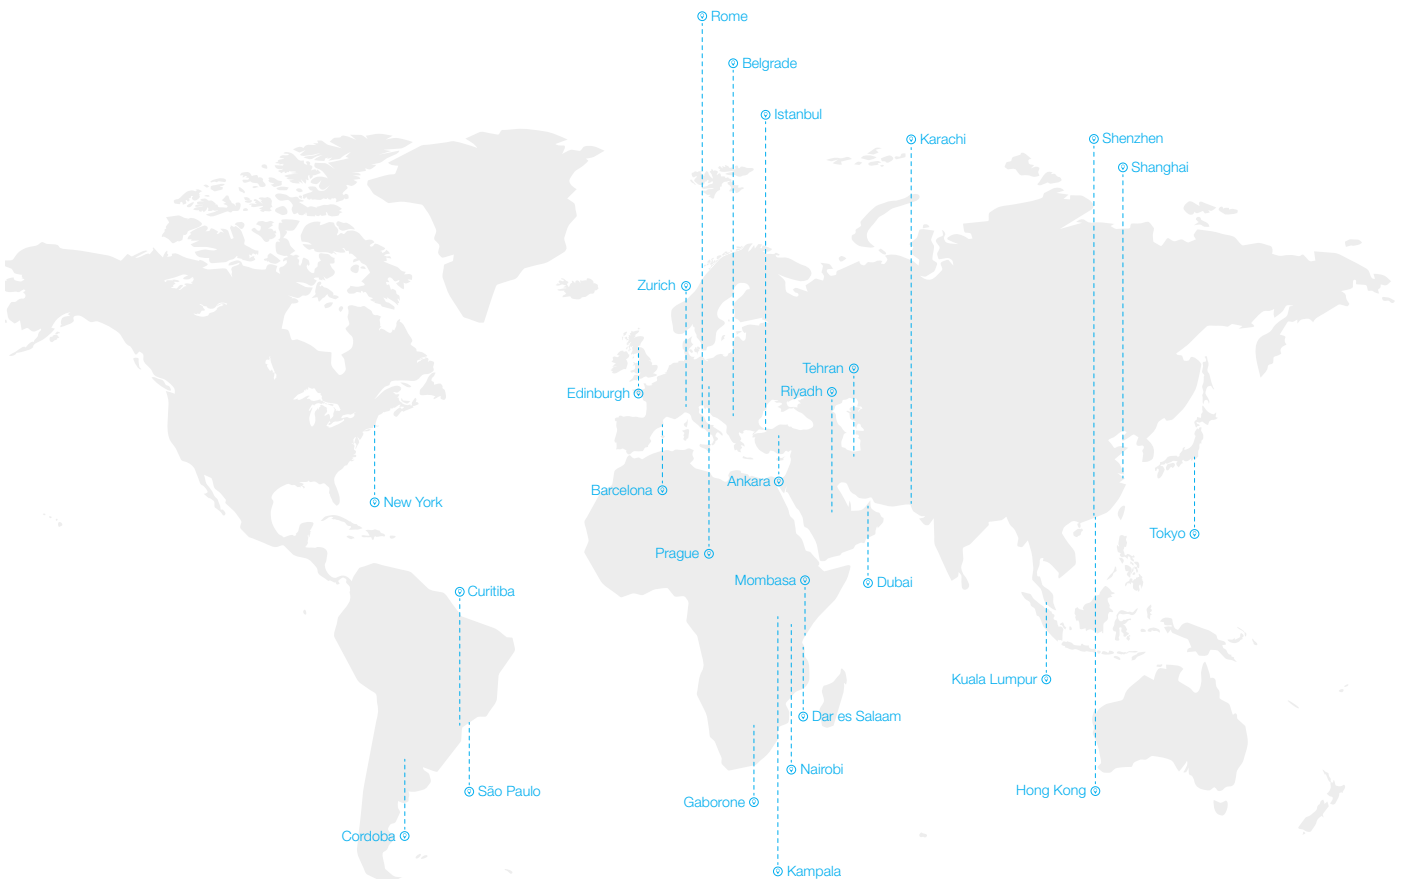 Rome
Belgrade
Istanbul
Karachi
Shenzhen
Shanghai
Zurich
Tehran
Riyadh
Edinburgh
Ankara
Barcelona
New York
Tokyo
Prague
Mombasa
Dubai
Curitiba
Kuala Lumpur
Dar es Salaam
Nairobi
São Paulo
Hong Kong
Gaborone
Cordoba
Kampala